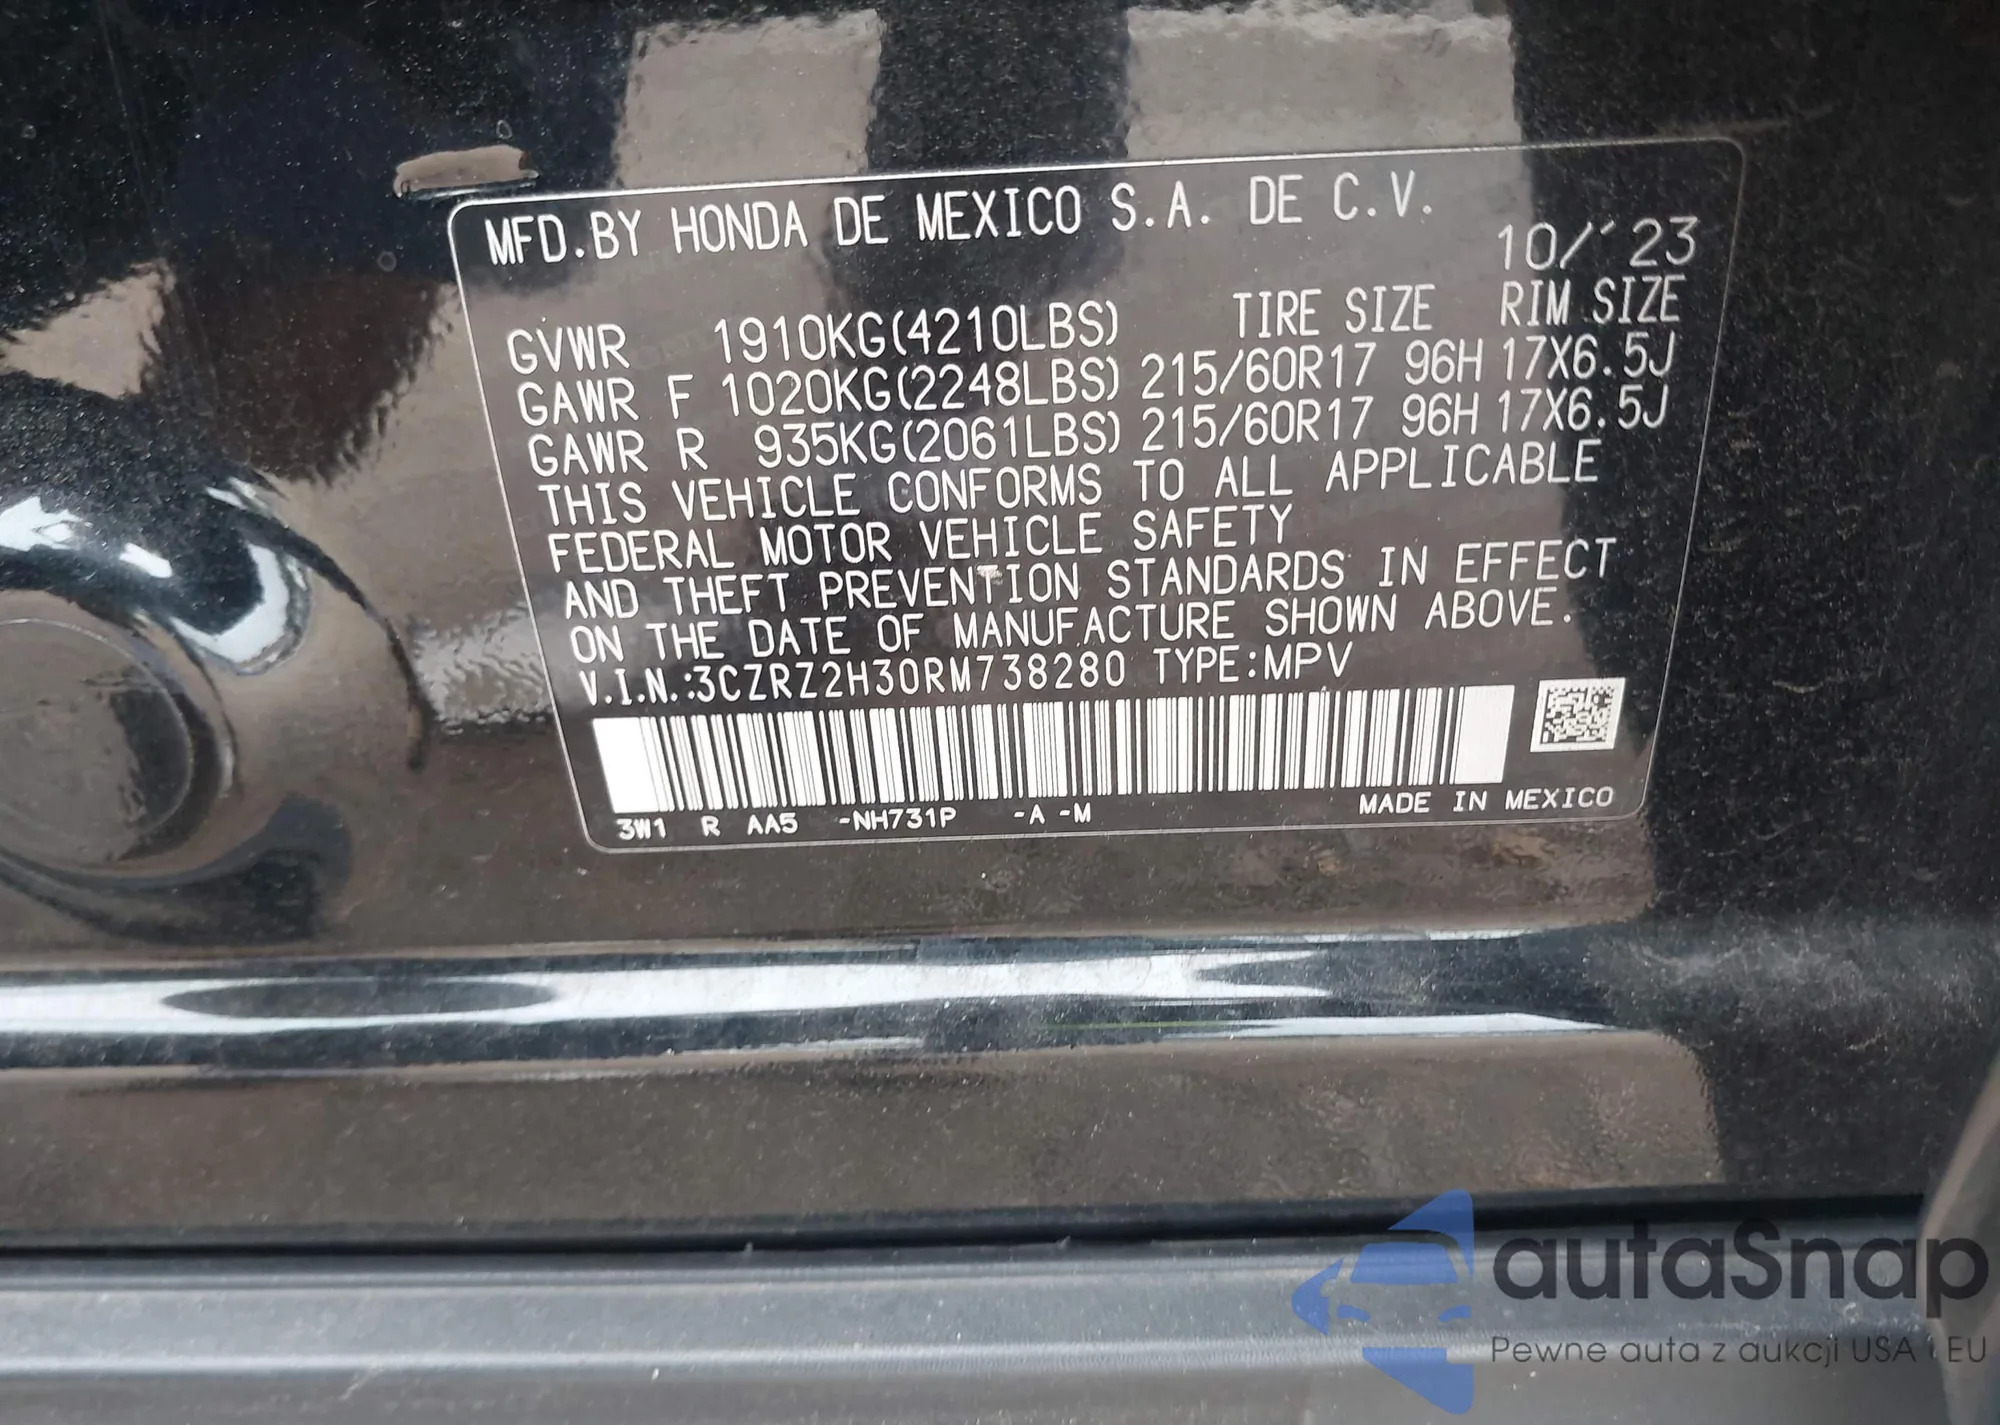 MFD.BY HONDA DE MEXICO S.A. DE C.V.
10/'23
GVWR 1910KG(4210LBS) TIRE SIZE RIM SIZE
GAWR F 1020KG(2248LBS) 215/60R17 96H 17X6.5J
GAWR R 935KG(2061LBS) 215/60R17 96H 17X6.5J
THIS VEHICLE CONFORMS TO ALL APPLICABLE
FEDERAL MOTOR VEHICLE SAFETY
AND THEFT PREVENTION STANDARDS IN EFFECT
ON THE DATE OF MANUFACTURE SHOWN ABOVE.
V.I.N.:3CZRZ2H30RM738280 TYPE:MPV
3W1 R AA5 -NH731P -A -M MADE IN MEXICO
autaSnap
Pewne auta z aukcji USA i EU